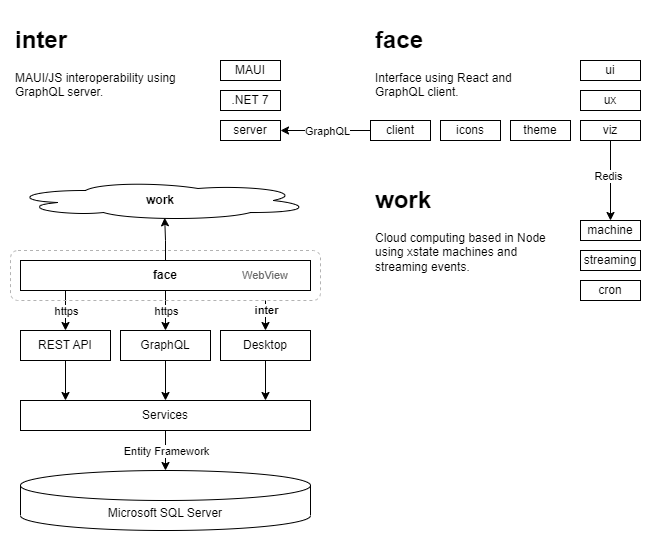 inter
MAUI/JS interoperability using
GraphQL server.
MAUI
.NET 7
server
GraphQL
face
Interface using React and
GraphQL client.
ui
ux
client
icons
theme
viz
Redis
work
Cloud computing based in Node
using xstate machines and
streaming events.
machine
streaming
cron
work
face
WebView
https
https
inter
REST API
GraphQL
Desktop
Services
Entity Framework
Microsoft SQL Server